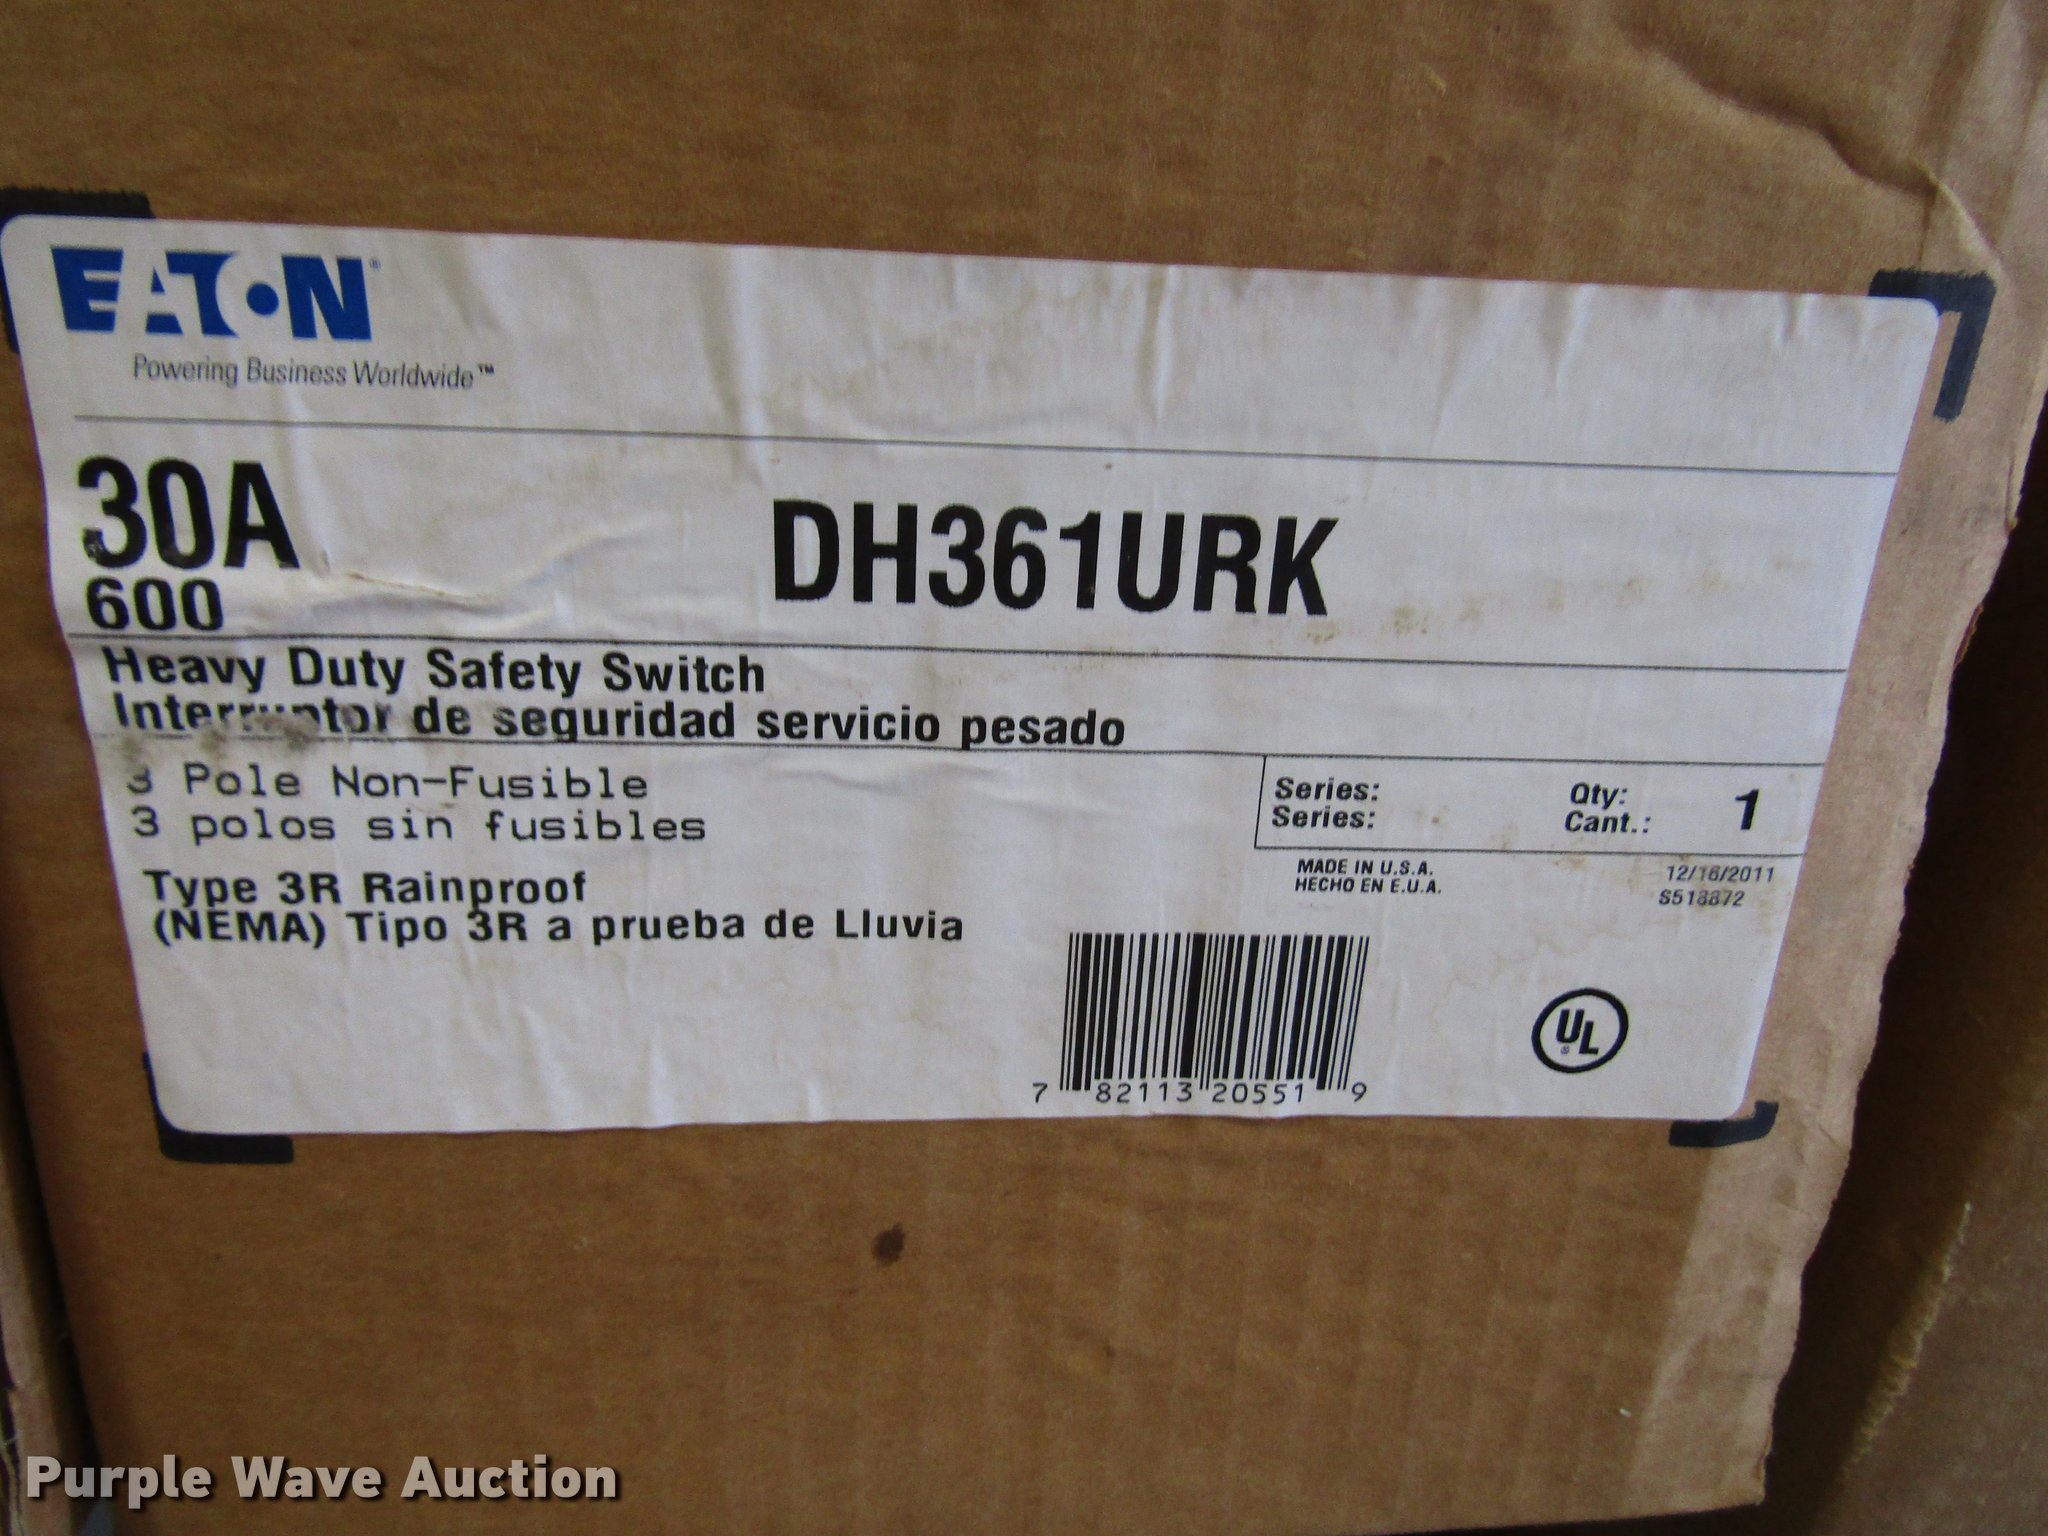 EATON®
Powering Business Worldwide™
30A
600
DH361URK
Heavy Duty Safety Switch
Interruptor de seguridad servicio pesado
3 Pole Non-Fusible
3 polos sin fusibles
Type 3R Rainproof
(NEMA) Tipo 3R a prueba de Lluvia
Series:
Series:
Qty:
Cant.:
1
MADE IN U.S.A.
HECHO EN E.U.A.
12/16/2011
S518872
7 82113 20551 9
UL®
Purple Wave Auction